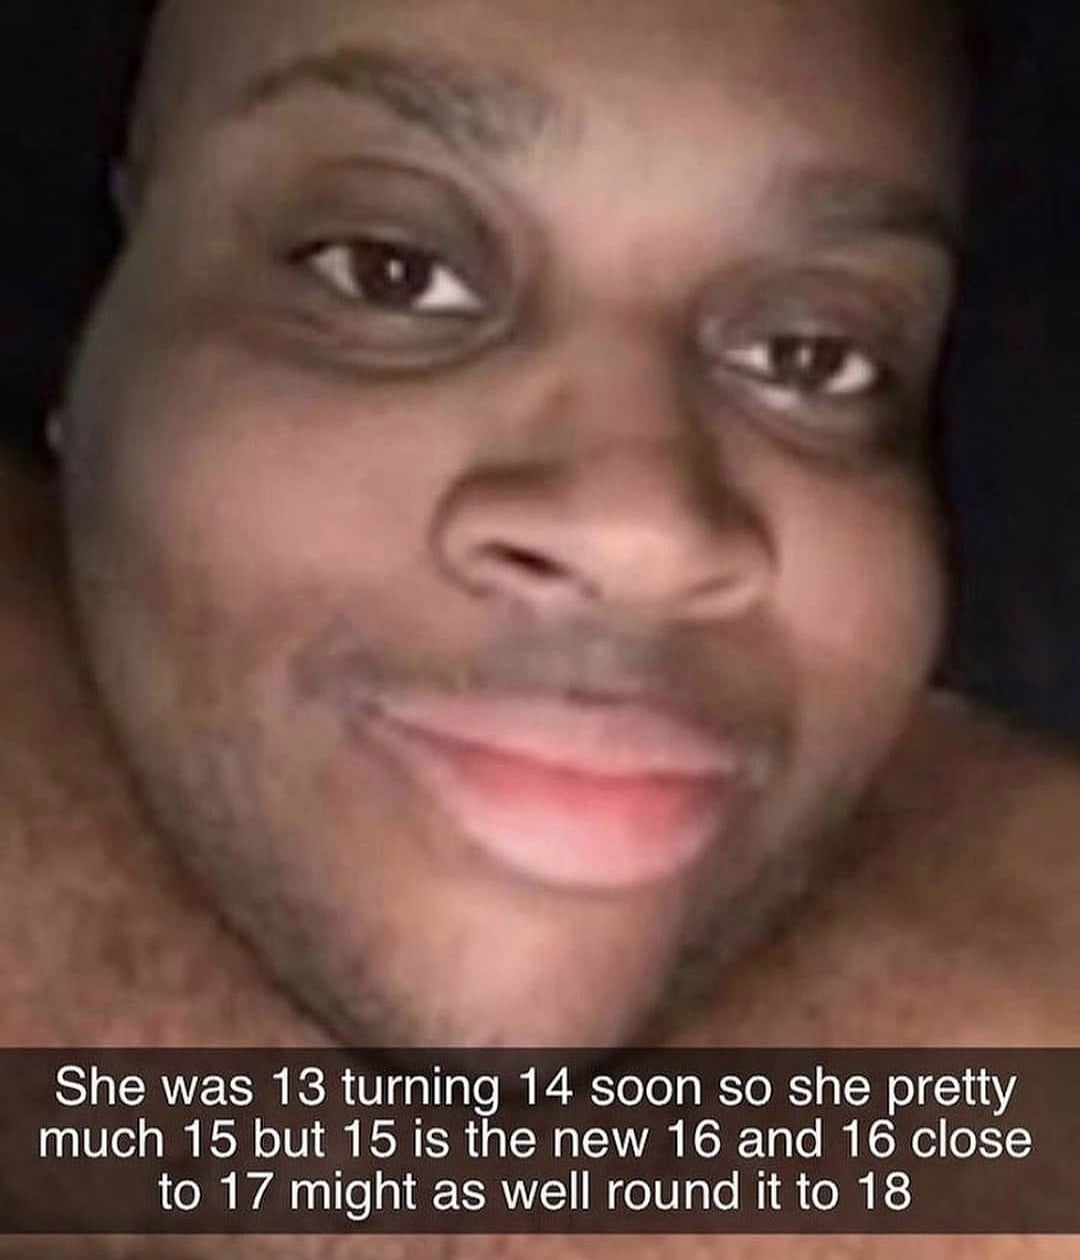 She was 13 turning 14 soon so she pretty
much 15 but 15 is the new 16 and 16 close
to 17 might as well round it to 18